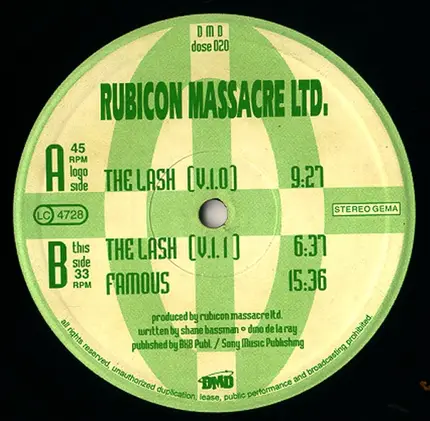 DMD
dose 020
RUBICON MASSACRE LTD.
A 45 RPM logo side
THE LASH (V.1.0) 9:27
LC 4728
STEREO GEMA
B this side 33 RPM
THE LASH (V.1.1) 6:37
FAMOUS 15:36
produced by rubicon massacre ltd.
written by shane bassman • dmo de la ray
published by BKB Publ. / Sony Music Publishing
DMD
all rights reserved, unauthorized duplication, lease, public performance and broadcasting prohibited.